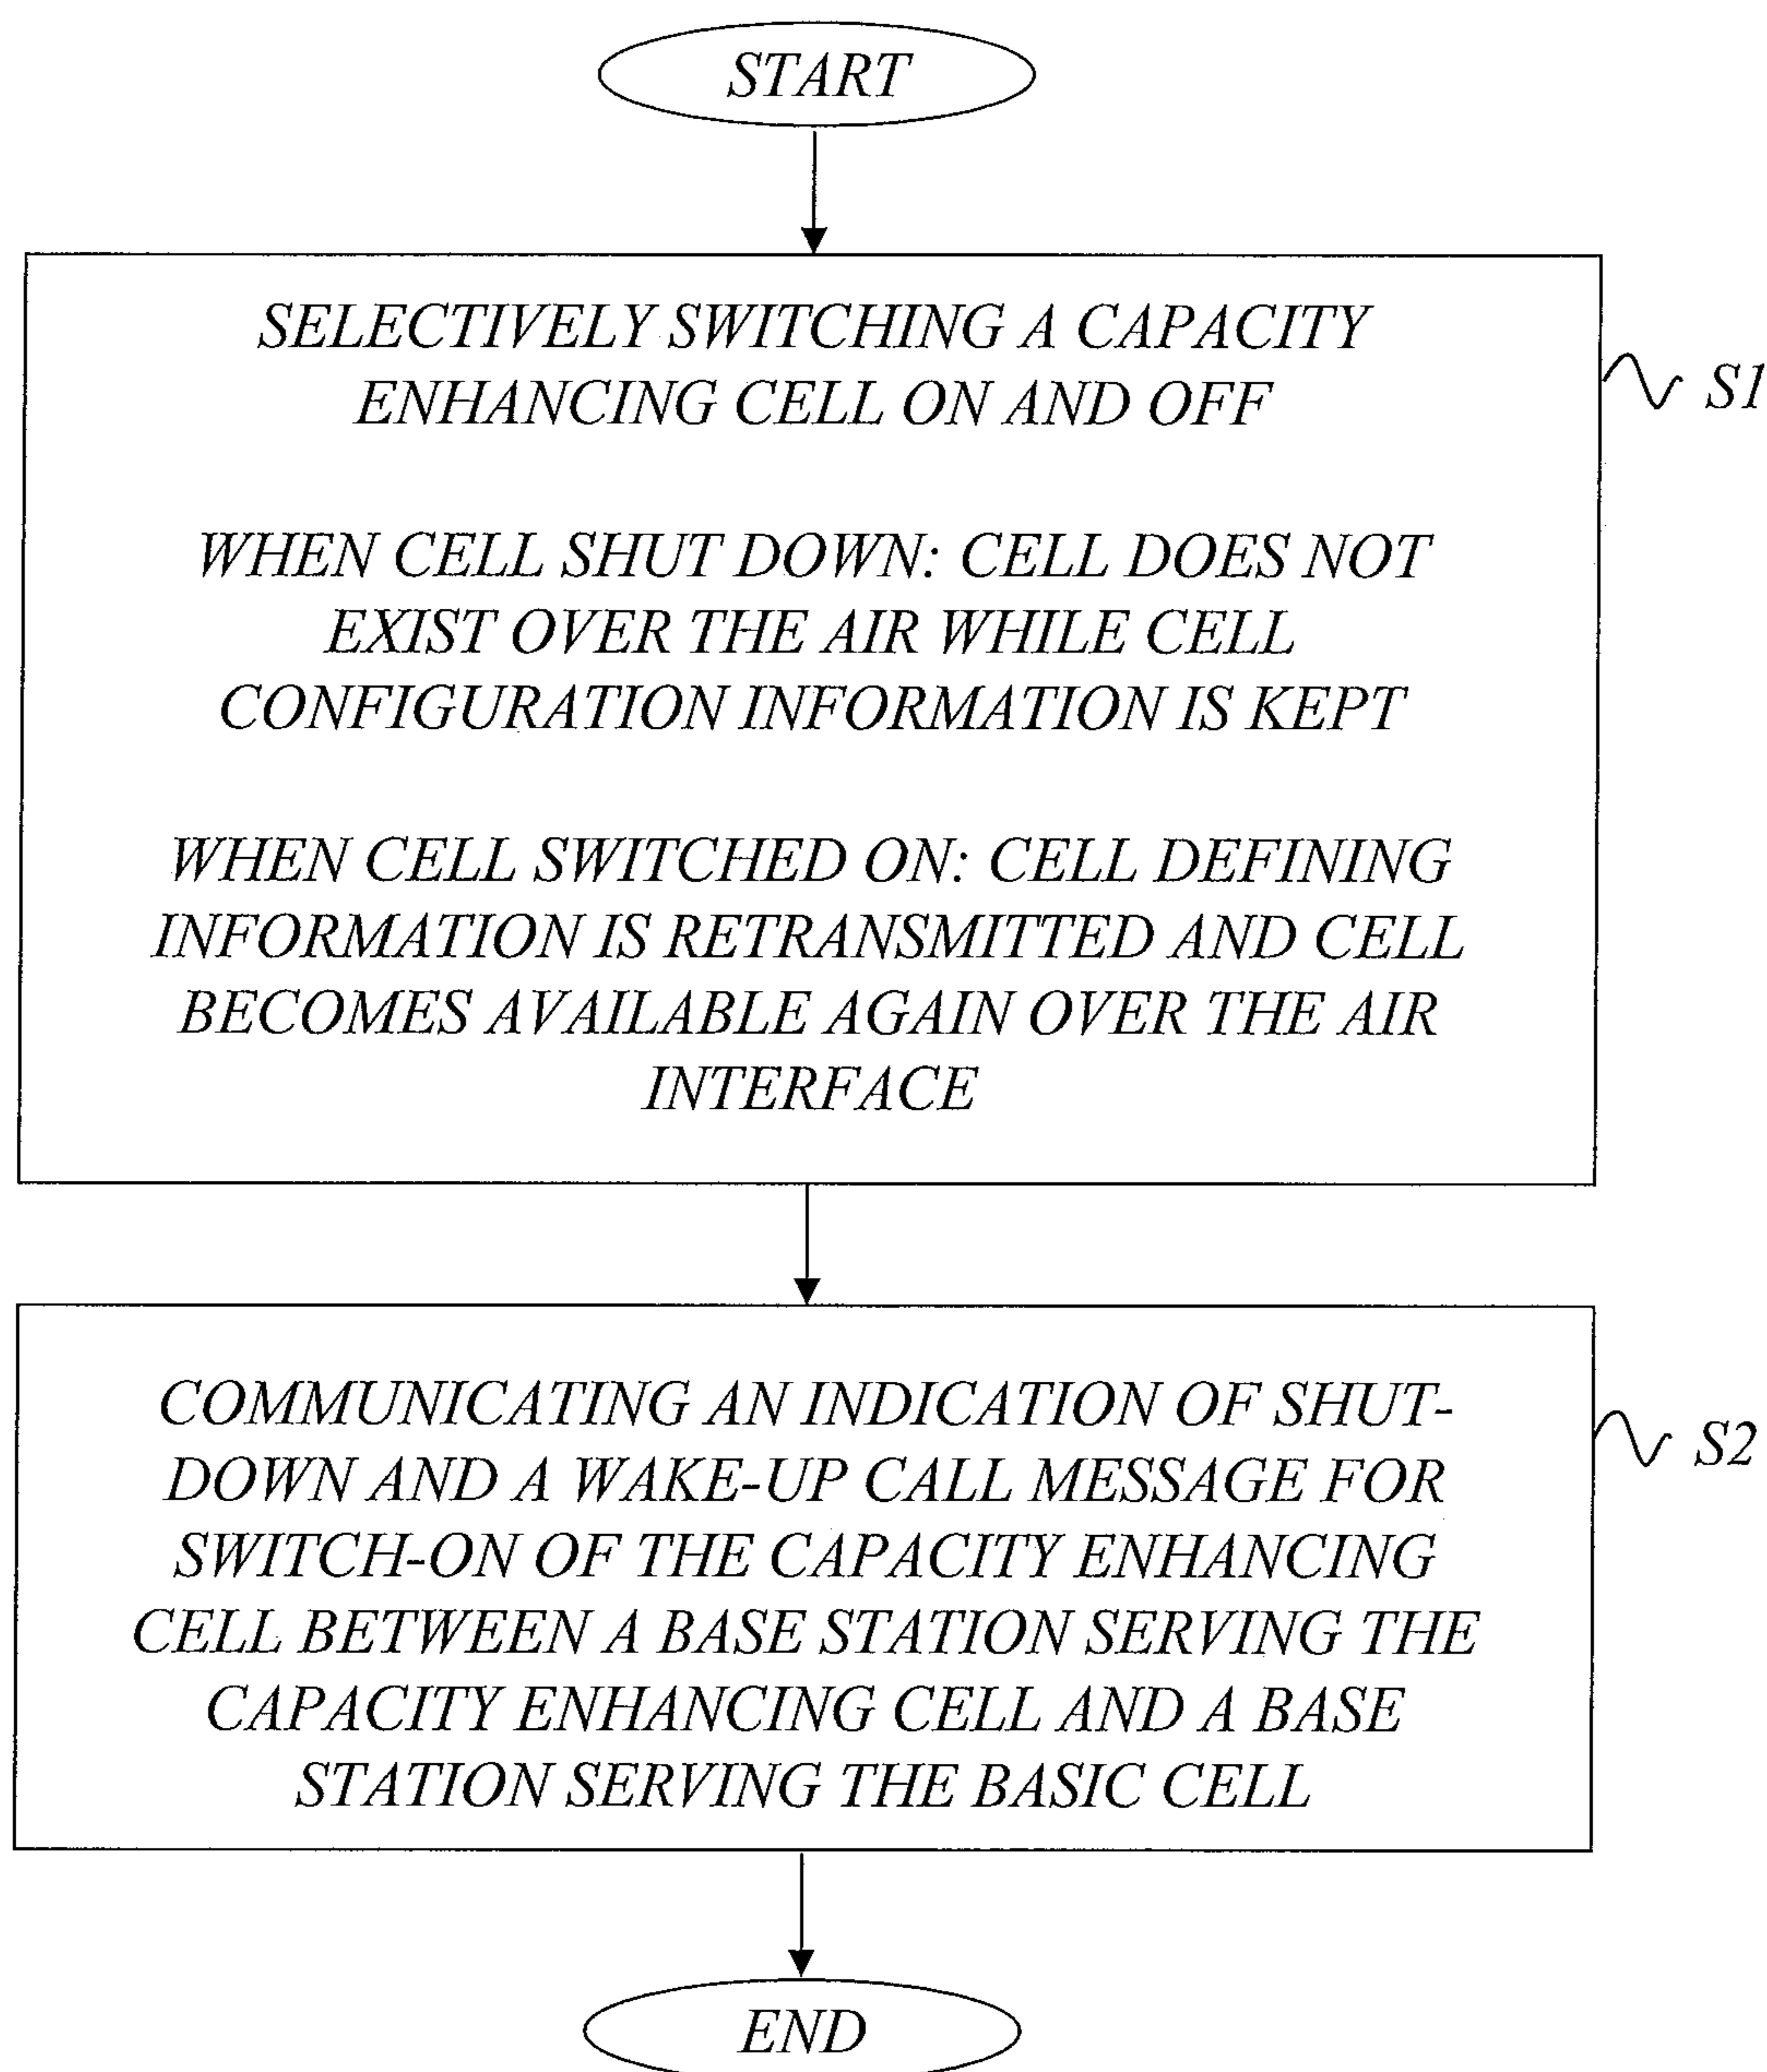 START
SELECTIVELY SWITCHING A CAPACITY
ENHANCING CELL ON AND OFF
S1
WHEN CELL SHUT DOWN: CELL DOES NOT
EXIST OVER THE AIR WHILE CELL
CONFIGURATION INFORMATION IS KEPT
WHEN CELL SWITCHED ON: CELL DEFINING
INFORMATION IS RETRANSMITTED AND CELL
BECOMES AVAILABLE AGAIN OVER THE AIR
INTERFACE
COMMUNICATING AN INDICATION OF SHUT-
DOWN AND A WAKE-UP CALL MESSAGE FOR
S2
SWITCH-ON OF THE CAPACITY ENHANCING
CELL BETWEEN A BASE STATION SERVING THE
CAPACITY ENHANCING CELL AND A BASE
STATION SERVING THE BASIC CELL
END